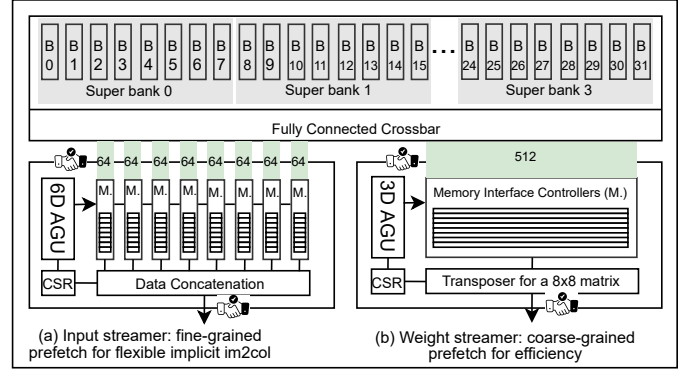 B 0 B 1 B 2 B 3 B 4 B 5 B 6 B 7 B 8 B 9 B 10 B 11 B 12 B 13 B 14 B 15 ... B 24 B 25 B 26 B 27 B 28 B 29 B 30 B 31
Super bank 0 Super bank 1 Super bank 3
Fully Connected Crossbar
64 64 64 64 64 64 64 64
M. M. M. M. M. M. M. M.
6D AGU
CSR
Data Concatenation
(a) Input streamer: fine-grained
prefetch for flexible implicit im2col
512
3D AGU
Memory Interface Controllers (M.)
CSR
Transposer for a 8x8 matrix
(b) Weight streamer: coarse-grained
prefetch for efficiency